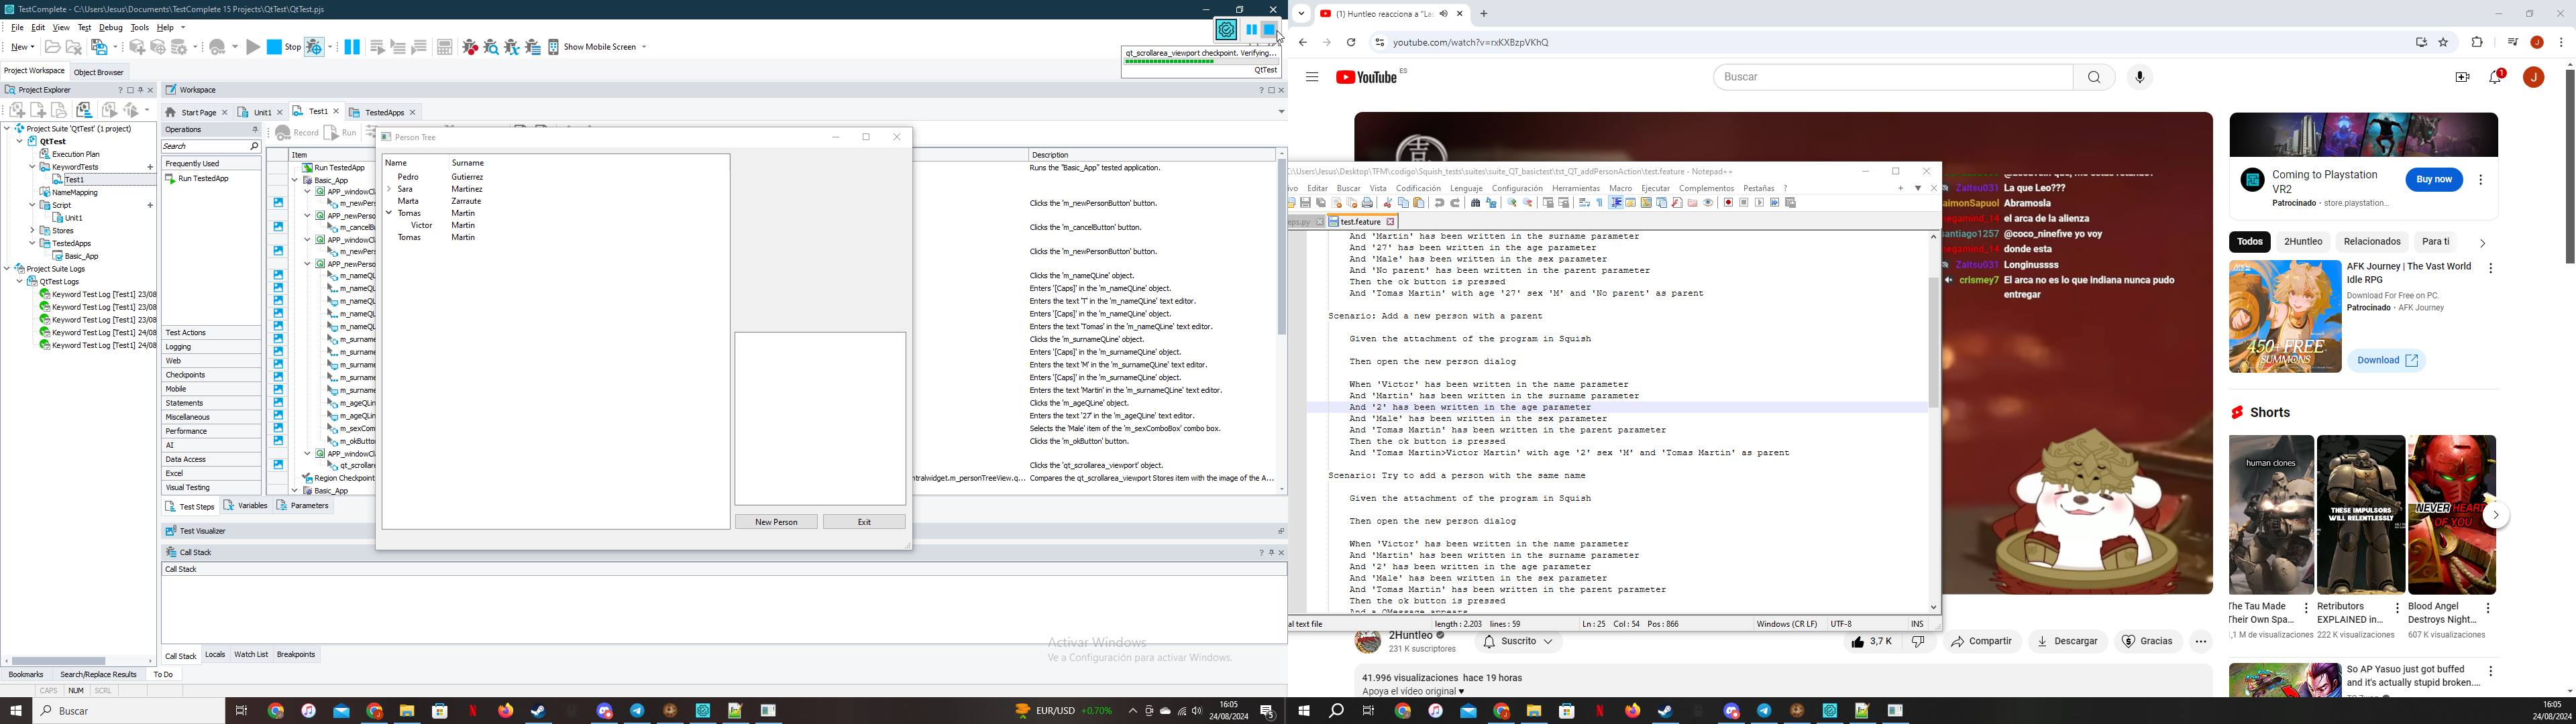 TestComplete - C:\Users\Jesus\Documents\TestComplete 15 Projects\QtTest\QtTest.pjs
File Edit View Test Debug Tools Help
New
Stop
Show Mobile Screen
qt_scrollarea_viewport checkpoint. Verifying...
QtTest
Project Workspace
Object Browser
Project Explorer
Project Suite 'QtTest' (1 project)
QtTest
Execution Plan
KeywordTests
Test1
NameMapping
Script
Unit1
Stores
TestedApps
Basic_App
Project Suite Logs
QtTest Logs
Keyword Test Log [Test1] 23/08
Keyword Test Log [Test1] 23/08
Keyword Test Log [Test1] 23/08
Keyword Test Log [Test1] 24/08
Keyword Test Log [Test1] 24/08
Workspace
Start Page
Unit1
Test1
TestedApps
Operations
Search
Frequently Used
Run TestedApp
Test Actions
Logging
Web
Checkpoints
Mobile
Statements
Miscellaneous
Performance
AI
Data Access
Excel
Visual Testing
Record
Run
Item
Run TestedApp
Basic_App
APP_windowCla
m_newPers
APP_newPerso
m_cancelB
APP_windowCla
m_newPers
APP_newPerso
m_nameQL
m_nameQL
m_nameQL
m_nameQL
m_nameQL
m_surname
m_surname
m_surname
m_surname
m_surname
m_ageQLin
m_ageQLin
m_sexCom
m_okButto
APP_windowCla
qt_scrollare
Region Checkpoint
Basic_App
Description
Runs the "Basic_App" tested application.
Clicks the 'm_newPersonButton' button.
Clicks the 'm_cancelButton' button.
Clicks the 'm_newPersonButton' button.
Clicks the 'm_nameQLine' object.
Enters '[Caps]' in the 'm_nameQLine' object.
Enters the text 'T' in the 'm_nameQLine' text editor.
Enters '[Caps]' in the 'm_nameQLine' object.
Enters the text 'Tomas' in the 'm_nameQLine' text editor.
Clicks the 'm_surnameQLine' object.
Enters '[Caps]' in the 'm_surnameQLine' object.
Enters the text 'M' in the 'm_surnameQLine' text editor.
Enters '[Caps]' in the 'm_surnameQLine' object.
Enters the text 'Martin' in the 'm_surnameQLine' text editor.
Clicks the 'm_ageQLine' object.
Enters the text '27' in the 'm_ageQLine' text editor.
Selects the 'Male' item of the 'm_sexComboBox' combo box.
Clicks the 'm_okButton' button.
Clicks the 'qt_scrollarea_viewport' object.
ntralwidget.m_personTreeView.q... Compares the qt_scrollarea_viewport Stores item with the image of the A...
Person Tree
Name Surname
Pedro Gutierrez
Sara Martinez
Marta Zarraute
Tomas Martin
Victor Martin
Tomas Martin
New Person
Exit
Test Steps
Variables
Parameters
Test Visualizer
Call Stack
Call Stack
Activar Windows
Ve a Configuración para activar Windows.
Call Stack Locals Watch List Breakpoints
Bookmarks Search/Replace Results To Do
CAPS NUM SCRL
Buscar
EUR/USD +0,70%
16:05
24/08/2024
5
(1) Huntleo reacciona a "La
youtube.com/watch?v=rxKXBzpVKhQ
YouTube ES
Buscar
1
J
C:\Users\Jesus\Desktop\TFM\codigo\Squish_tests\suites\suite_QT_basictest\tst_QT_addPersonAction\test.feature - Notepad++
ivo Editar Buscar Vista Codificación Lenguaje Configuración Herramientas Macro Ejecutar Complementos Pestañas ?
eps.py
test.feature
And 'Martin' has been written in the surname parameter
And '27' has been written in the age parameter
And 'Male' has been written in the sex parameter
And 'No parent' has been written in the parent parameter
Then the ok button is pressed
And 'Tomas Martin' with age '27' sex 'M' and 'No parent' as parent
Scenario: Add a new person with a parent
Given the attachment of the program in Squish
Then open the new person dialog
When 'Victor' has been written in the name parameter
And 'Martin' has been written in the surname parameter
And '2' has been written in the age parameter
And 'Male' has been written in the sex parameter
And 'Tomas Martin' has been written in the parent parameter
Then the ok button is pressed
And 'Tomas Martin>Victor Martin' with age '2' sex 'M' and 'Tomas Martin' as parent
Scenario: Try to add a person with the same name
Given the attachment of the program in Squish
Then open the new person dialog
When 'Victor' has been written in the name parameter
And 'Martin' has been written in the surname parameter
And '2' has been written in the age parameter
And 'Male' has been written in the sex parameter
And 'Tomas Martin' has been written in the parent parameter
Then the ok button is pressed
And a QMessage appears
al text file
length : 2.203 lines : 59
Ln : 25 Col : 54 Pos : 866
Windows (CR LF)
UTF-8
INS
Zaitsu031 La que Leo???
aimonSapuol Abramosla
megamind_14 el arca de la alienza
santiago1257 @coco_ninefive yo voy
megamind_14 donde esta
Zaitsu031 Longinussss
crismey7 El arca no es lo que indiana nunca pudo
entregar
2Huntleo
231 K suscriptores
Suscrito
3,7 K
Compartir
Descargar
Gracias
41.996 visualizaciones hace 19 horas
Apoya el vídeo original ♥
Coming to Playstation
VR2
Patrocinado · store.playstation...
Buy now
Todos 2Huntleo Relacionados Para ti
450+FREE
SUMMONS
AFK Journey | The Vast World
Idle RPG
Download For Free on PC.
Patrocinado · AFK Journey
Download
Shorts
human clones
THESE IMPULSORS
WILL RELENTLESSLY
NEVER HEAR
OF YOU
The Tau Made
Their Own Spa...
,1 M de visualizaciones
Retributors
EXPLAINED in...
222 K visualizaciones
Blood Angel
Destroys Night...
607 K visualizaciones
So AP Yasuo just got buffed
and it's actually stupid broken....
16:05
24/08/2024